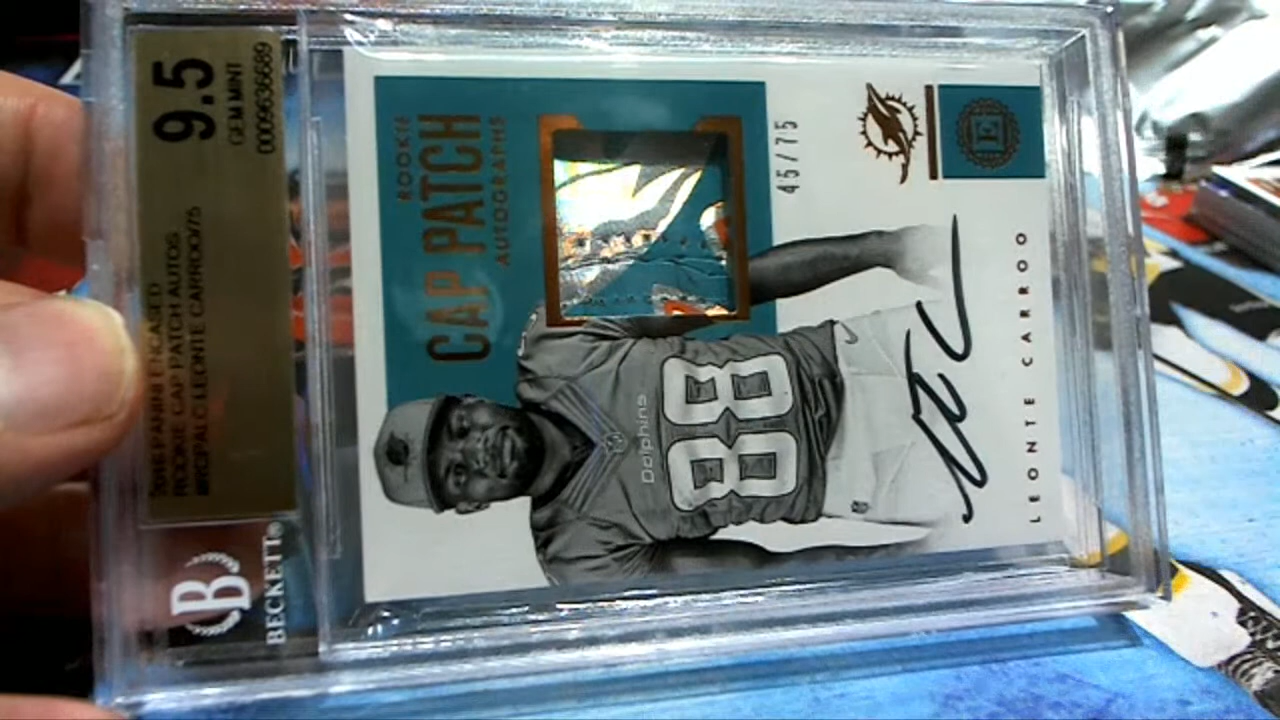 2016 PANINI ENCASED
ROOKIE CAP PATCH AUTOS
#RCPALC LEONTE CARROO/75
9.5
GEM MINT
0009636689
B
BECKETT®
ROOKIE
CAP PATCH
AUTOGRAPHS
45/75
E
Dolphins
88
LEONTE CARROO